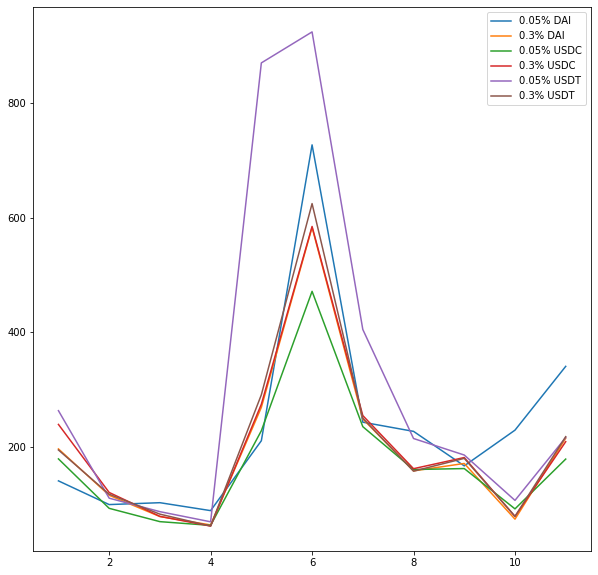 0.05% DAI
0.3% DAI
0.05% USDC
0.3% USDC
0.05% USDT
0.3% USDT
800
600
400
200
2 4 6 8 10